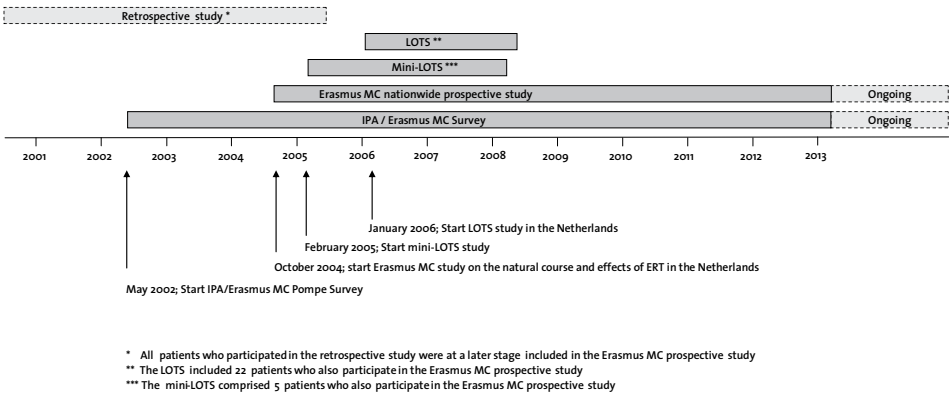 Retrospective study *
LOTS **
Mini-LOTS ***
Erasmus MC nationwide prospective study Ongoing
IPA / Erasmus MC Survey Ongoing
2001 2002 2003 2004 2005 2006 2007 2008 2009 2010 2011 2012 2013
January 2006; Start LOTS study in the Netherlands
February 2005; Start mini-LOTS study
October 2004; start Erasmus MC study on the natural course and effects of ERT in the Netherlands
May 2002; Start IPA/Erasmus MC Pompe Survey
* All patients who participated in the retrospective study were at a later stage included in the Erasmus MC prospective study
** The LOTS included 22 patients who also participate in the Erasmus MC prospective study
*** The mini-LOTS comprised 5 patients who also participate in the Erasmus MC prospective study